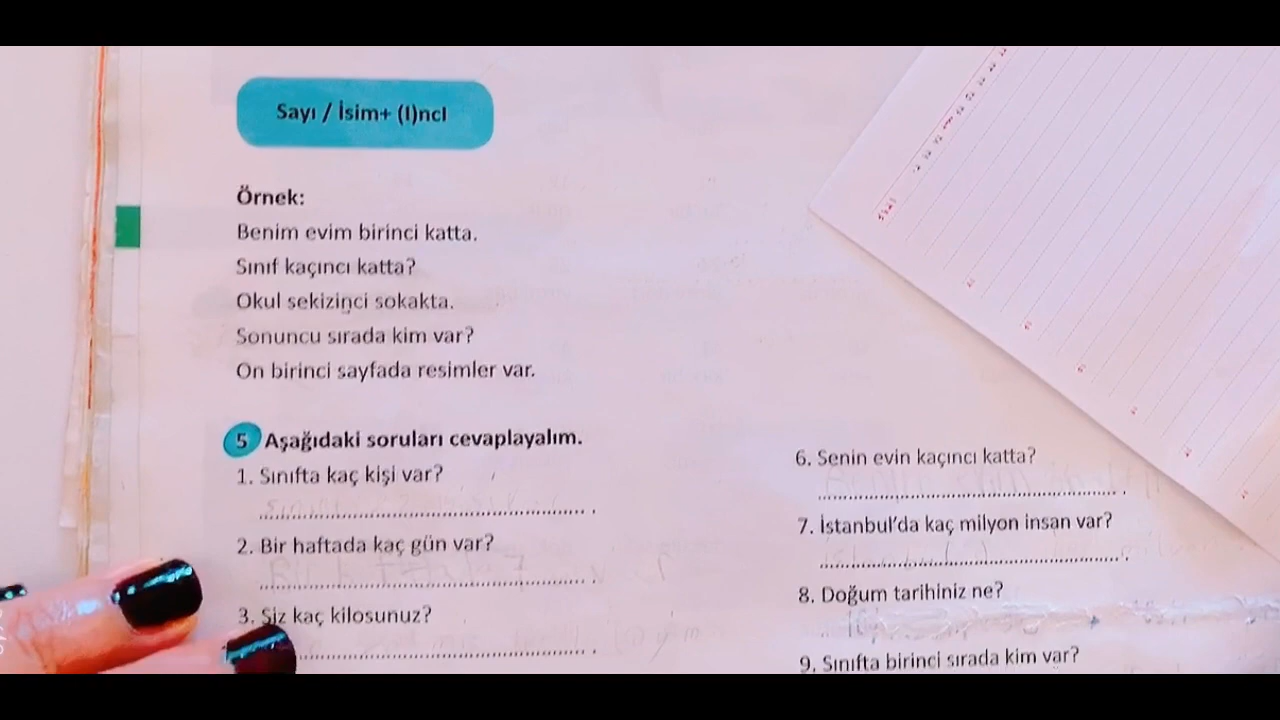 Sayı / İsim+ (I)ncI
Örnek:
Benim evim birinci katta.
Sınıf kaçıncı katta?
Okul sekizinci sokakta.
Sonuncu sırada kim var?
On birinci sayfada resimler var.
5 Aşağıdaki soruları cevaplayalım.
1. Sınıfta kaç kişi var?
2. Bir haftada kaç gün var?
3. Siz kaç kilosunuz?
6. Senin evin kaçıncı katta?
7. İstanbul'da kaç milyon insan var?
8. Doğum tarihiniz ne?
9. Sınıfta birinci sırada kim var?